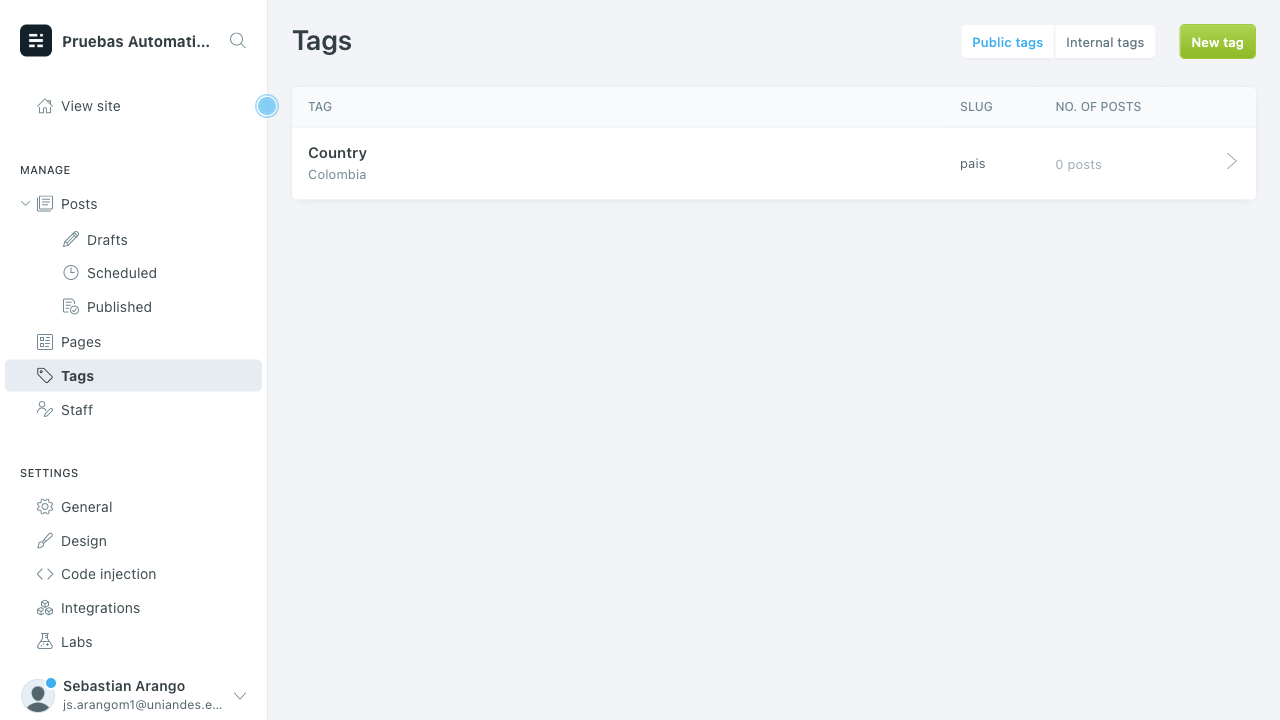 Pruebas Automati...
View site
MANAGE
Posts
Drafts
Scheduled
Published
Pages
Tags
Staff
SETTINGS
General
Design
Code injection
Integrations
Labs
Sebastian Arango
js.arangom1@uniandes.e...
Tags
Public tags
Internal tags
New tag
TAG SLUG NO. OF POSTS
Country
Colombia
pais
0 posts